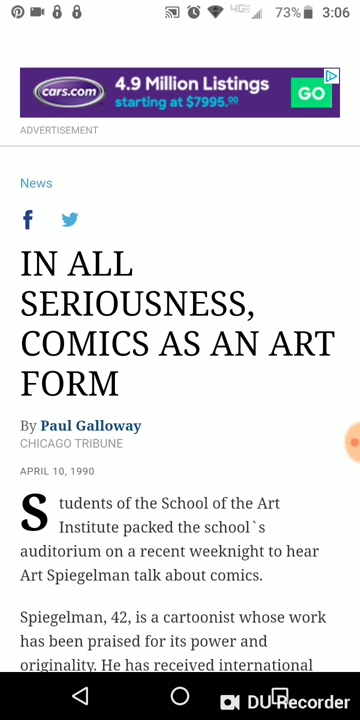 4G 73% 3:06
cars.com
4.9 Million Listings
starting at $7995.00
GO
ADVERTISEMENT
News
IN ALL
SERIOUSNESS,
COMICS AS AN ART
FORM
By Paul Galloway
CHICAGO TRIBUNE
APRIL 10, 1990
Students of the School of the Art
Institute packed the school`s
auditorium on a recent weeknight to hear
Art Spiegelman talk about comics.
Spiegelman, 42, is a cartoonist whose work
has been praised for its power and
originality. He has received international
DU Recorder